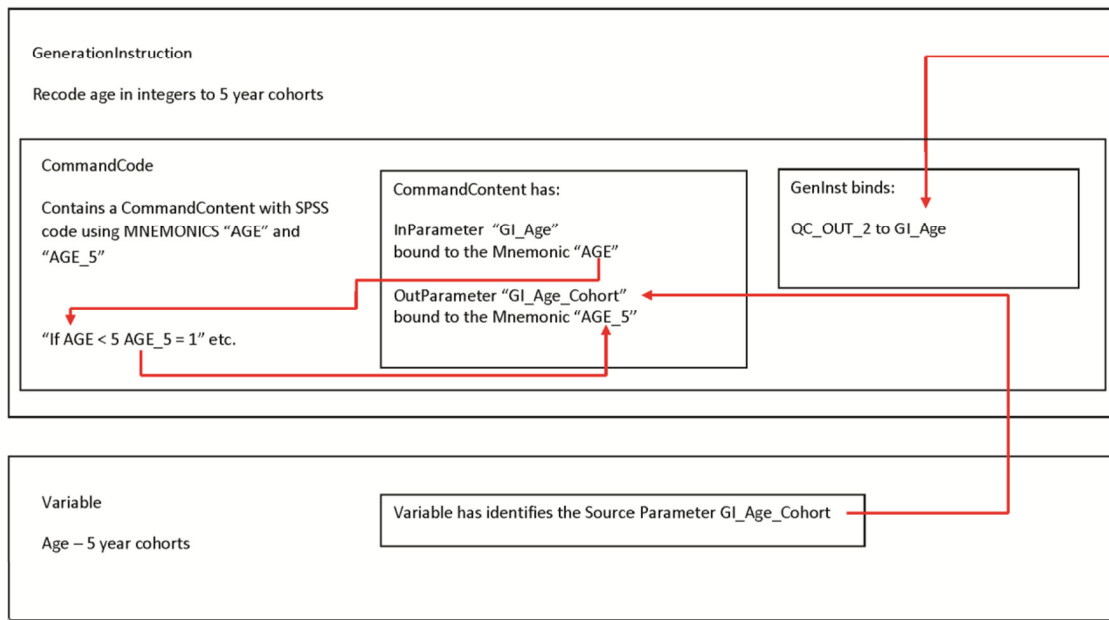 GenerationInstruction
Recode age in integers to 5 year cohorts
CommandCode
Contains a CommandContent with SPSS
code using MNEMONICS “AGE” and
“AGE_5”
“If AGE < 5 AGE_5 = 1” etc.
CommandContent has:
InParameter “GI_Age”
bound to the Mnemonic “AGE”
OutParameter “GI_Age_Cohort”
bound to the Mnemonic “AGE_5”
GenInst binds:
QC_OUT_2 to GI_Age
Variable
Age – 5 year cohorts
Variable has identifies the Source Parameter GI_Age_Cohort